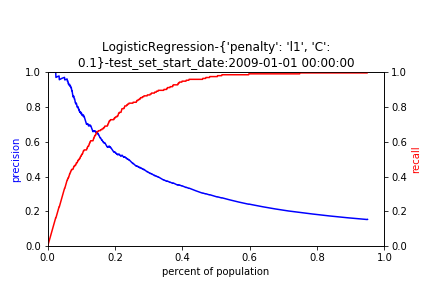 LogisticRegression-{'penalty': 'l1', 'C':
0.1}-test_set_start_date:2009-01-01 00:00:00
1.0 1.0
0.8 0.8
0.6 0.6
precision recall
0.4 0.4
0.2 0.2
0.0 0.0
0.0 0.2 0.4 0.6 0.8 1.0
percent of population